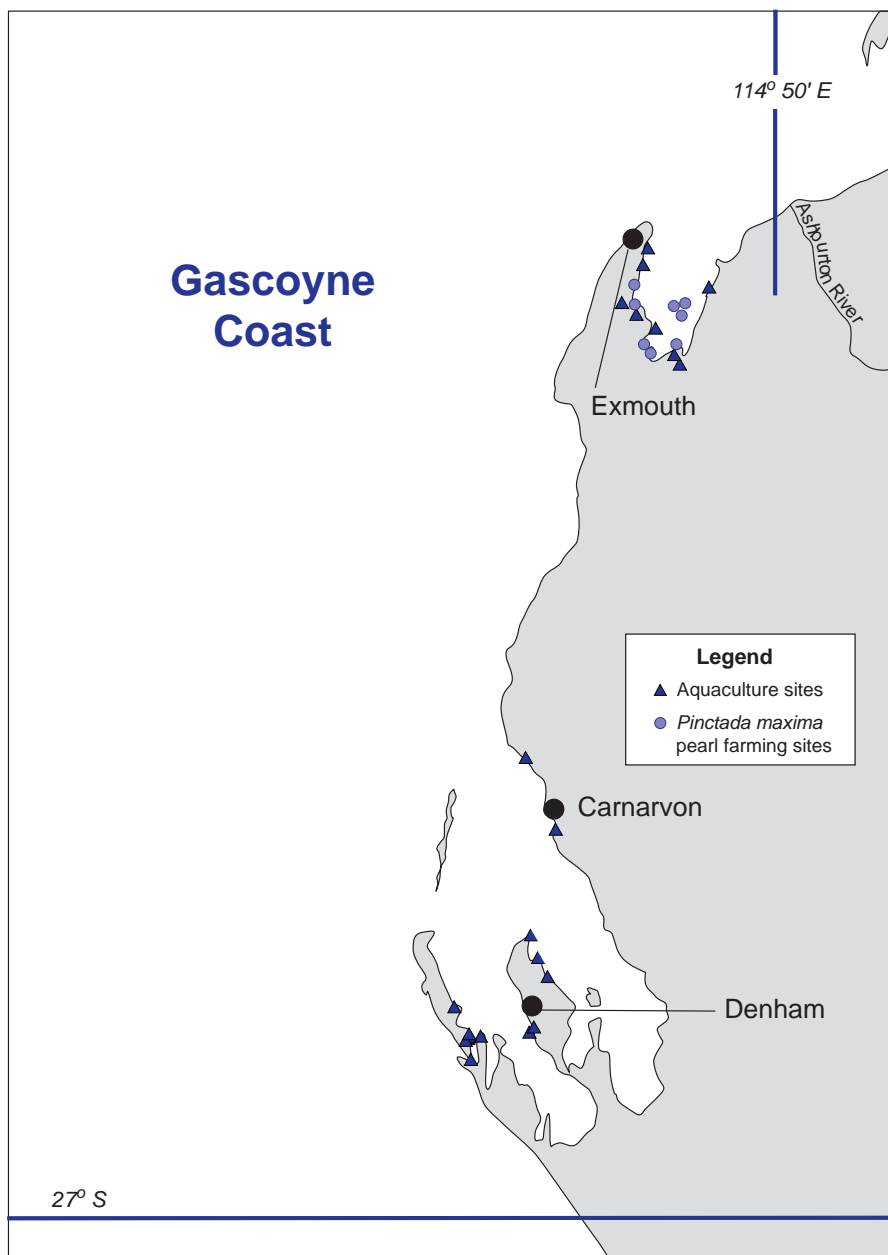 114° 50' E
Ashburton River
Gascoyne
Coast
Exmouth
Legend
Aquaculture sites
Pinctada maxima
pearl farming sites
Carnarvon
Denham
27° S